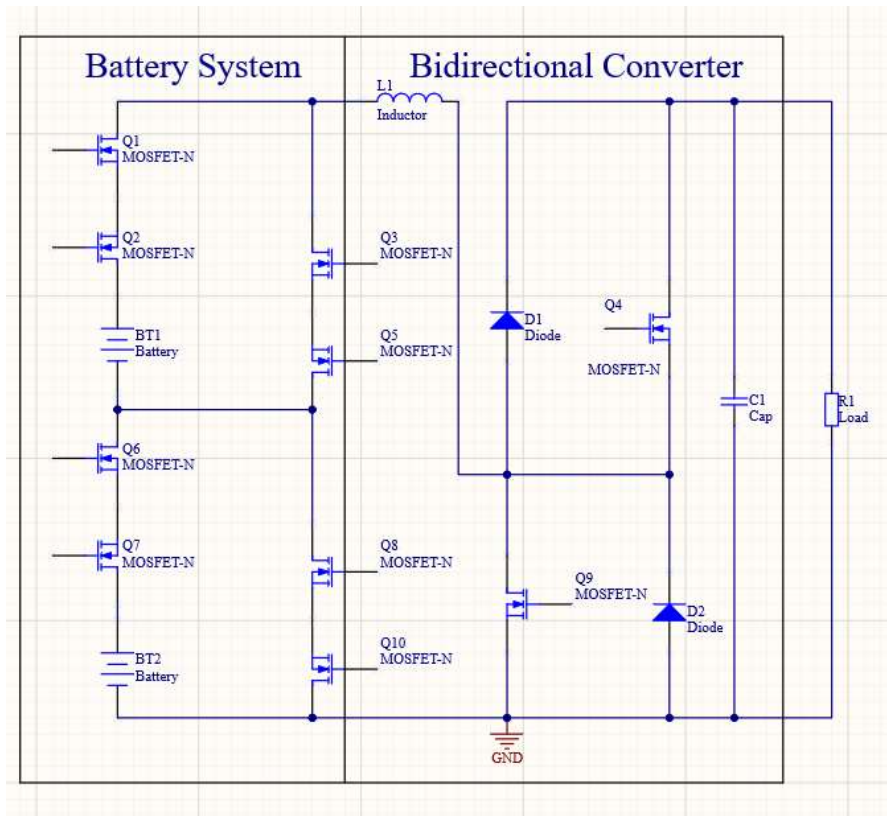 Battery System
Bidirectional Converter
L1
Inductor
Q1
MOSFET-N
Q2
MOSFET-N
Q3
MOSFET-N
Q4
MOSFET-N
D1
Diode
BT1
Battery
Q5
MOSFET-N
C1
Cap
R1
Load
Q6
MOSFET-N
Q7
MOSFET-N
Q8
MOSFET-N
Q9
MOSFET-N
D2
Diode
BT2
Battery
Q10
MOSFET-N
GND